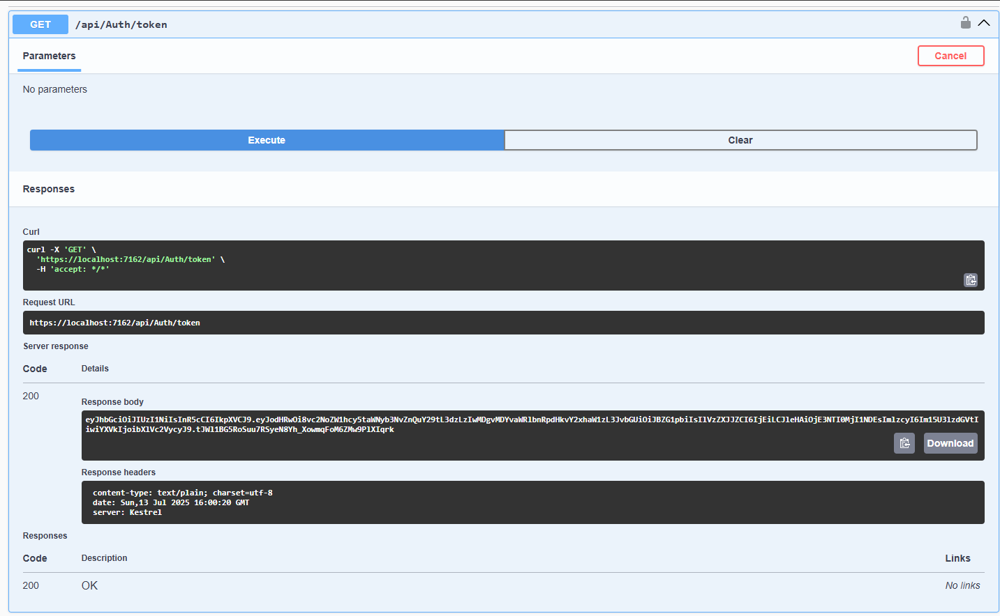 GET /api/Auth/token
Parameters
Cancel
No parameters
Execute
Clear
Responses
Curl
curl -X 'GET' \
'https://localhost:7162/api/Auth/token' \
-H 'accept: */*'
Request URL
https://localhost:7162/api/Auth/token
Server response
Code Details
200
Response body
eyJhbGciOiJIUzI1NiIsInR5cCI6IkpXVCJ9.eyJodHRwOi8vc2NoZW1hcy5taWNyb3NvZnQuY29tL3dzLzIwMDgvMDYvaWRlbnRpdHkvY2xhaW1zL3JvbGUiOiJBZG1pbiIsIlVzZXJJZCI6IjEiLCJleHAiOjE3NTI0MjI1NDEsImlzcyI6Im15U3lzdGVtI
iwiYXVkIjoibXlVc2VycyJ9.tJWl1BG5RoSuu7RSyeN8Yh_XowmqFoM6ZMw9PlXIqrk
Download
Response headers
content-type: text/plain; charset=utf-8
date: Sun,13 Jul 2025 16:00:20 GMT
server: Kestrel
Responses
Code Description Links
200 OK No links